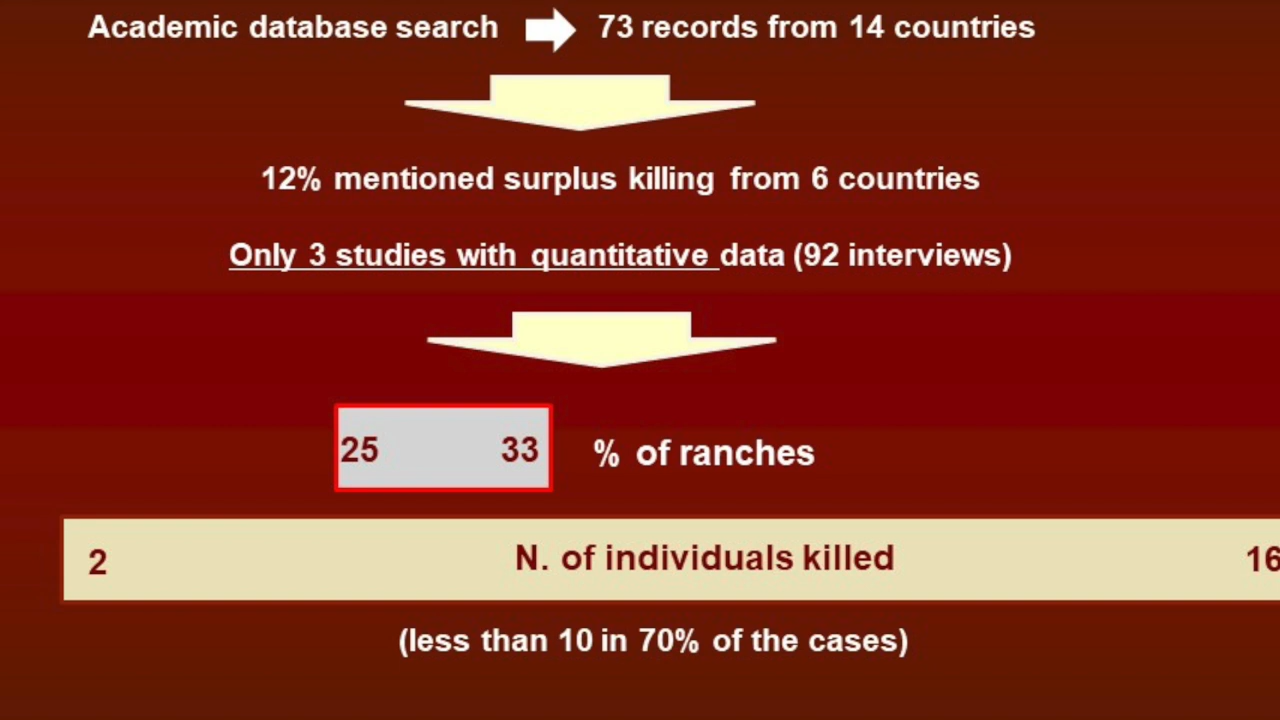 Academic database search 73 records from 14 countries
12% mentioned surplus killing from 6 countries
Only 3 studies with quantitative data (92 interviews)
25 33 % of ranches
2 N. of individuals killed 16
(less than 10 in 70% of the cases)